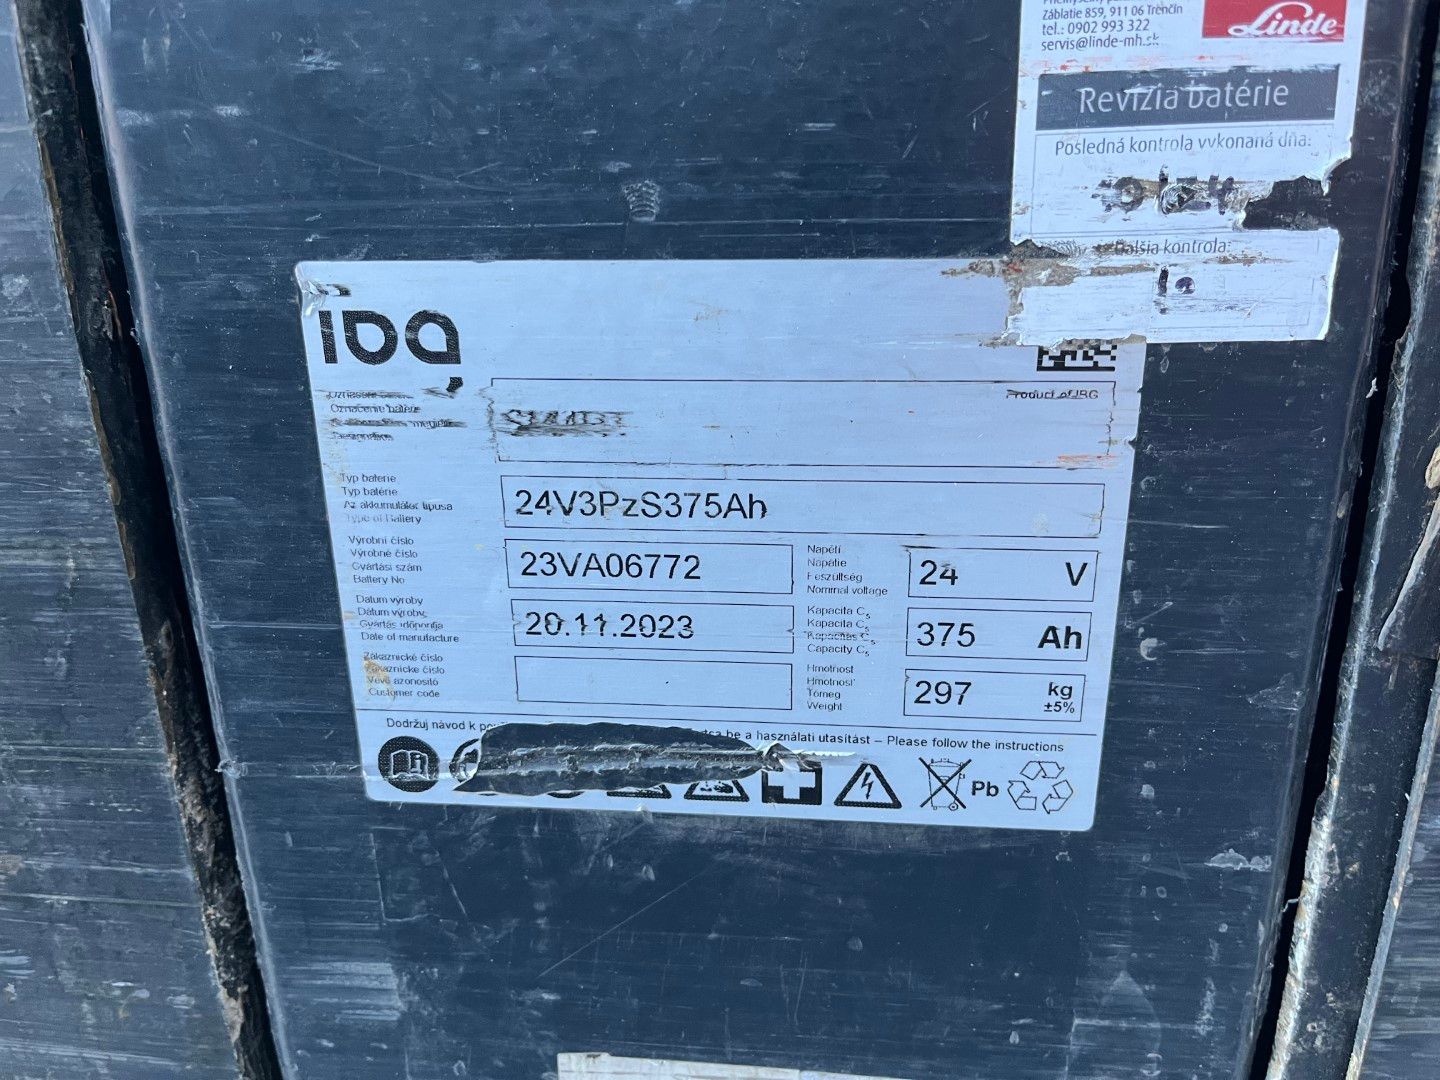 Záblatie 859, 911 06 Trenčín
tel.: 0902 993 322
servis@linde-mh.sk
Linde
Revízia batérie
Posledná kontrola vykonaná dňa:
Ďalšia kontrola:
ibg
Product of IBG
Označenie batérie
Designation
Typ baterie
Typ batérie
Az akkumulátor típusa
Type of Battery
24V3PzS375Ah
Výrobní číslo
Výrobné číslo
Gyártási szám
Battery No
23VA06772
Napětí
Napätie
Feszültség
Nominal voltage
24 V
Datum výroby
Dátum výroby
Gyártás időpontja
Date of manufacture
20.11.2023
Kapacita C5
Kapacita C5
Kapacitás C5
Capacity C5
375 Ah
Zákaznické číslo
Zákaznícke číslo
Vevő azonosító
Customer code
Hmotnost
Hmotnosť
Tömeg
Weight
297 kg
±5%
Dodržuj návod k be a használati utasítást – Please follow the instructions
Pb